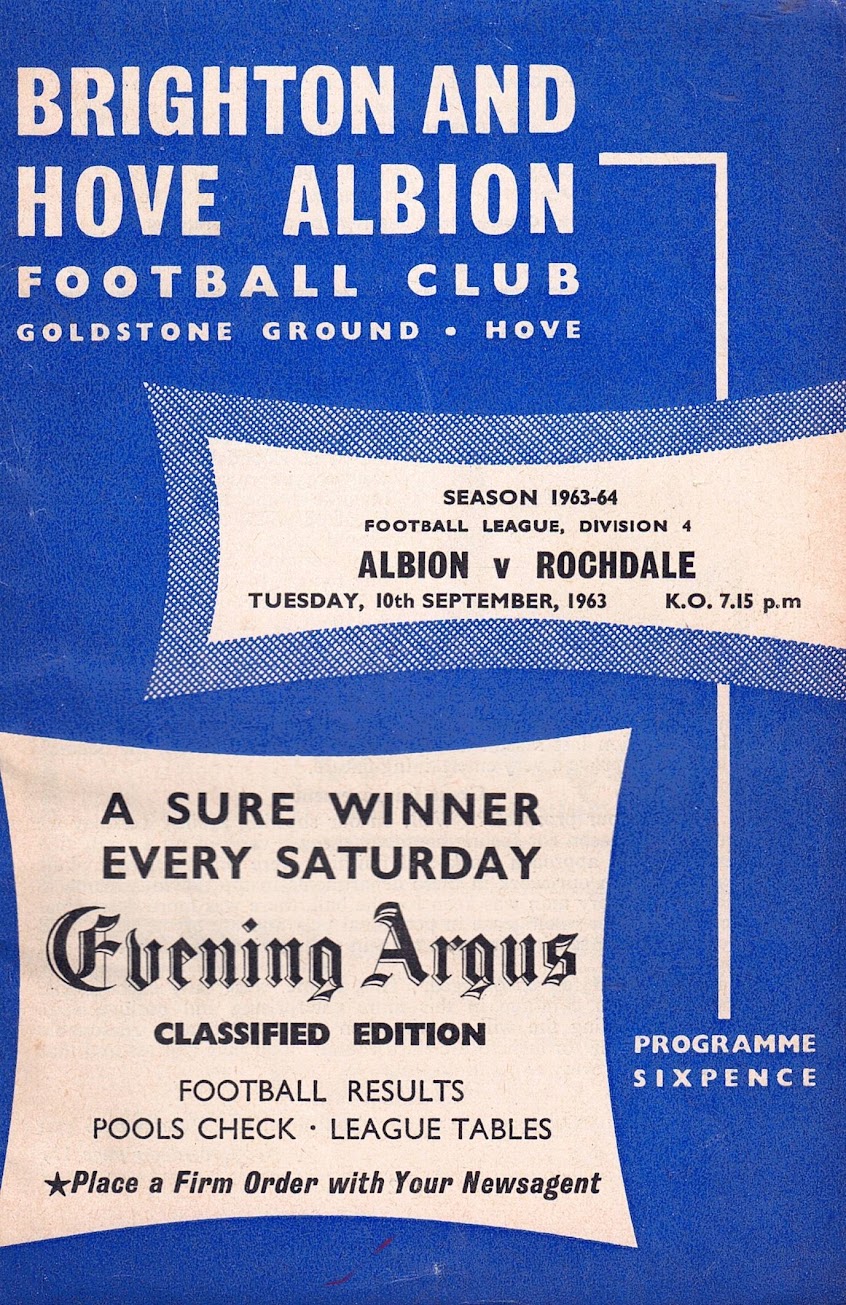 BRIGHTON AND
HOVE ALBION
FOOTBALL CLUB
GOLDSTONE GROUND • HOVE
SEASON 1963-64
FOOTBALL LEAGUE, DIVISION 4
ALBION v ROCHDALE
TUESDAY, 10th SEPTEMBER, 1963 K.O. 7.15 p.m
A SURE WINNER
EVERY SATURDAY
Evening Argus
CLASSIFIED EDITION
FOOTBALL RESULTS
POOLS CHECK · LEAGUE TABLES
★Place a Firm Order with Your Newsagent
PROGRAMME
SIXPENCE